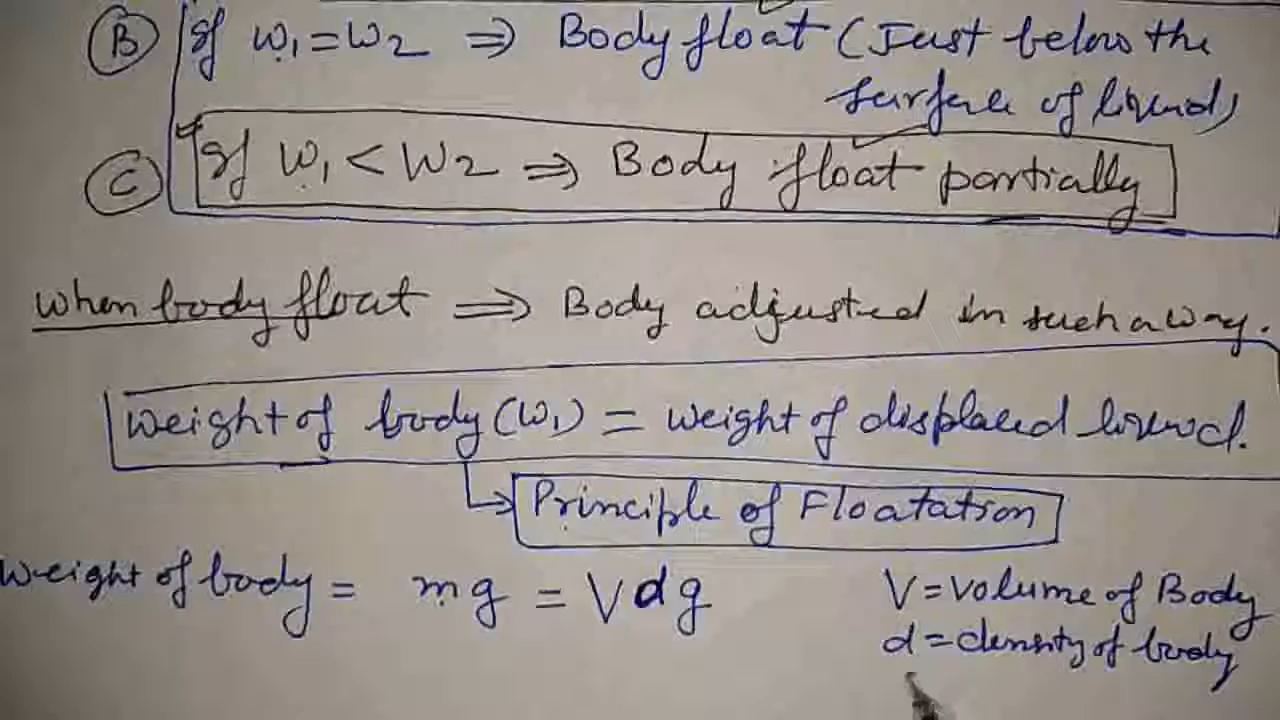 (B) If W1 = W2 ⇒ Body float (Just below the
surface of liquid)
(C) If W1 < W2 ⇒ Body float partially
When body float ⇒ Body adjusted in such a way.
Weight of body (W1) = Weight of displaced liquid.
Principle of Floatation
Weight of body = mg = Vdg
V = Volume of Body
d = density of body